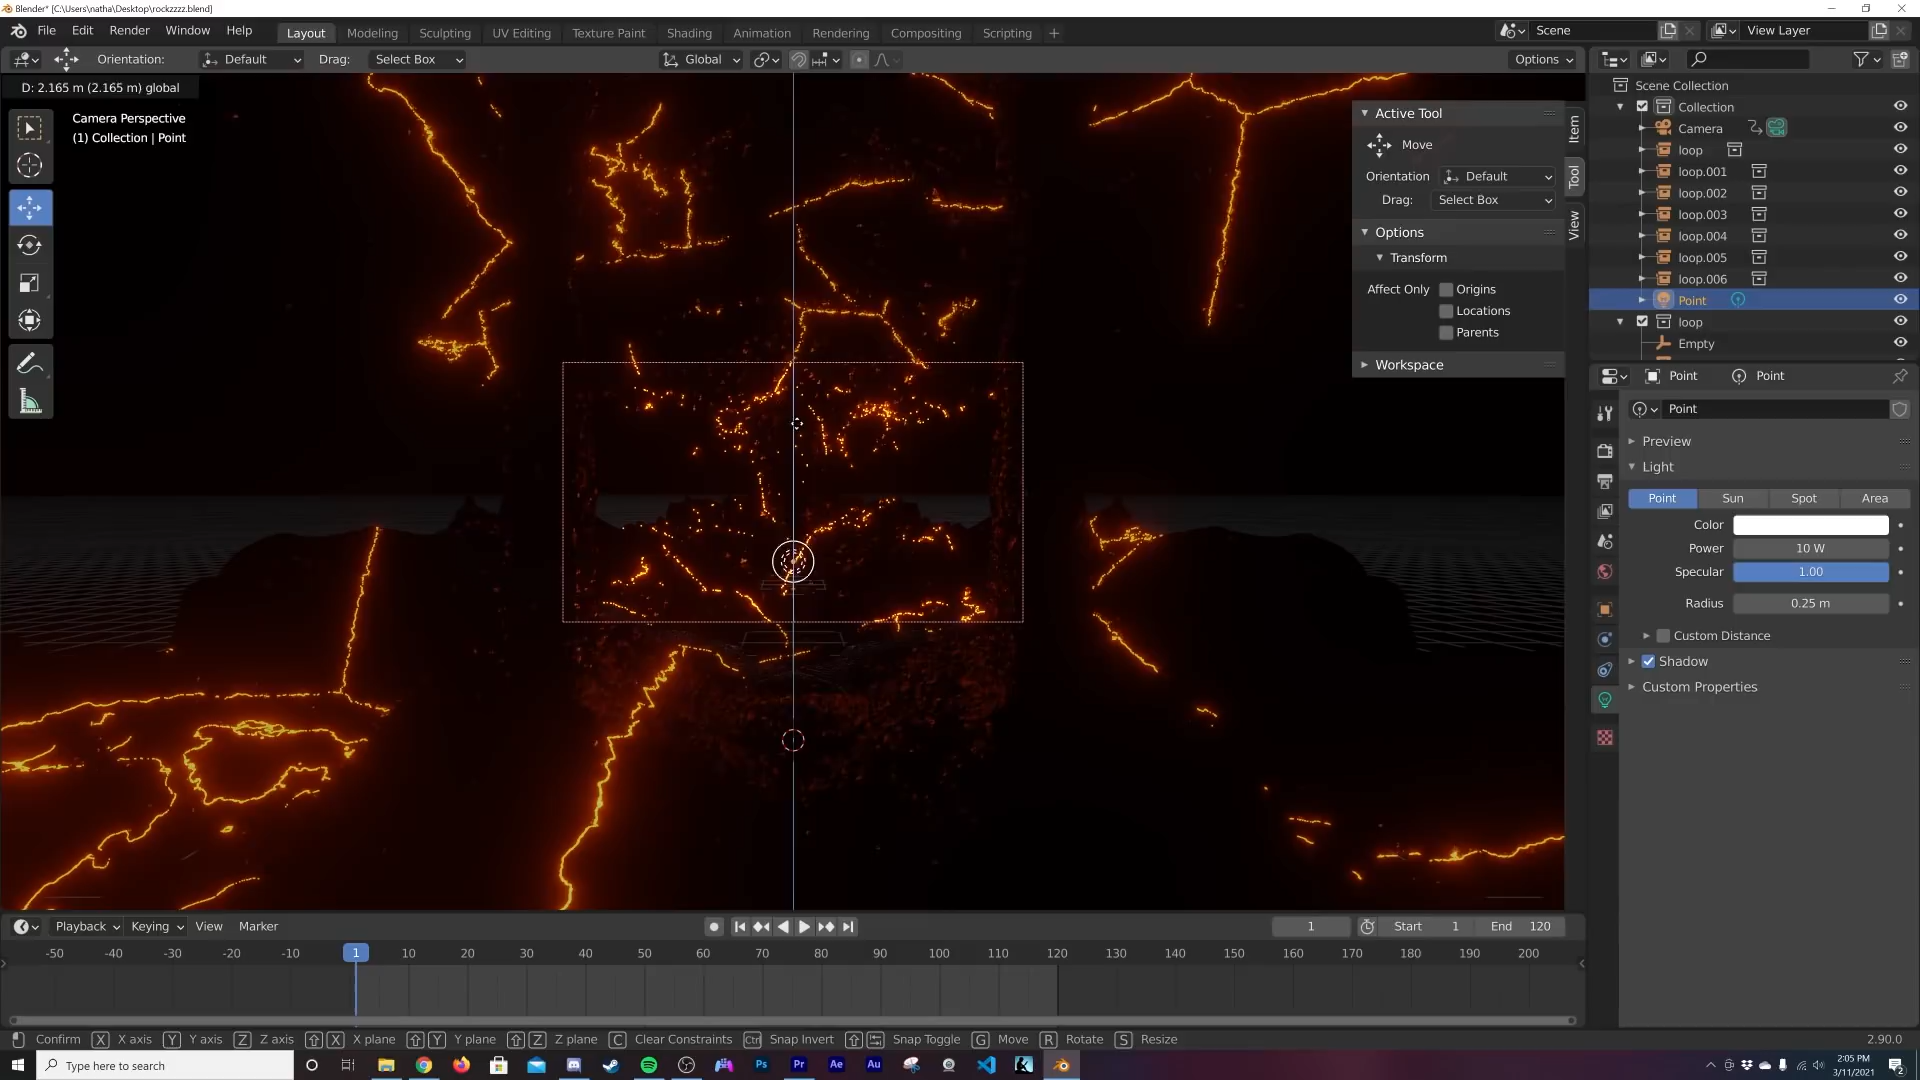 Blender* [C:\Users\natha\Desktop\rockzzzz.blend]
File Edit Render Window Help Layout Modeling Sculpting UV Editing Texture Paint Shading Animation Rendering Compositing Scripting + Scene View Layer
Orientation: Default Drag: Select Box Global Options
D: 2.165 m (2.165 m) global
Camera Perspective
(1) Collection | Point
Active Tool
Move
Orientation Default
Drag: Select Box
Options
Transform
Affect Only Origins
Locations
Parents
Workspace
Item
Tool
View
Scene Collection
Collection
Camera
loop
loop.001
loop.002
loop.003
loop.004
loop.005
loop.006
Point
loop
Empty
Point Point
Point
Preview
Light
Point Sun Spot Area
Color
Power 10 W
Specular 1.00
Radius 0.25 m
Custom Distance
Shadow
Custom Properties
Playback Keying View Marker 1 Start 1 End 120
-50 -40 -30 -20 -10 1 10 20 30 40 50 60 70 80 90 100 110 120 130 140 150 160 170 180 190 200
Confirm X X axis Y Y axis Z Z axis X X plane Y Y plane Z Z plane C Clear Constraints Ctrl Snap Invert Snap Toggle G Move R Rotate S Resize 2.90.0
Type here to search Ps Pr Ae Au 2:05 PM
3/11/2021 2